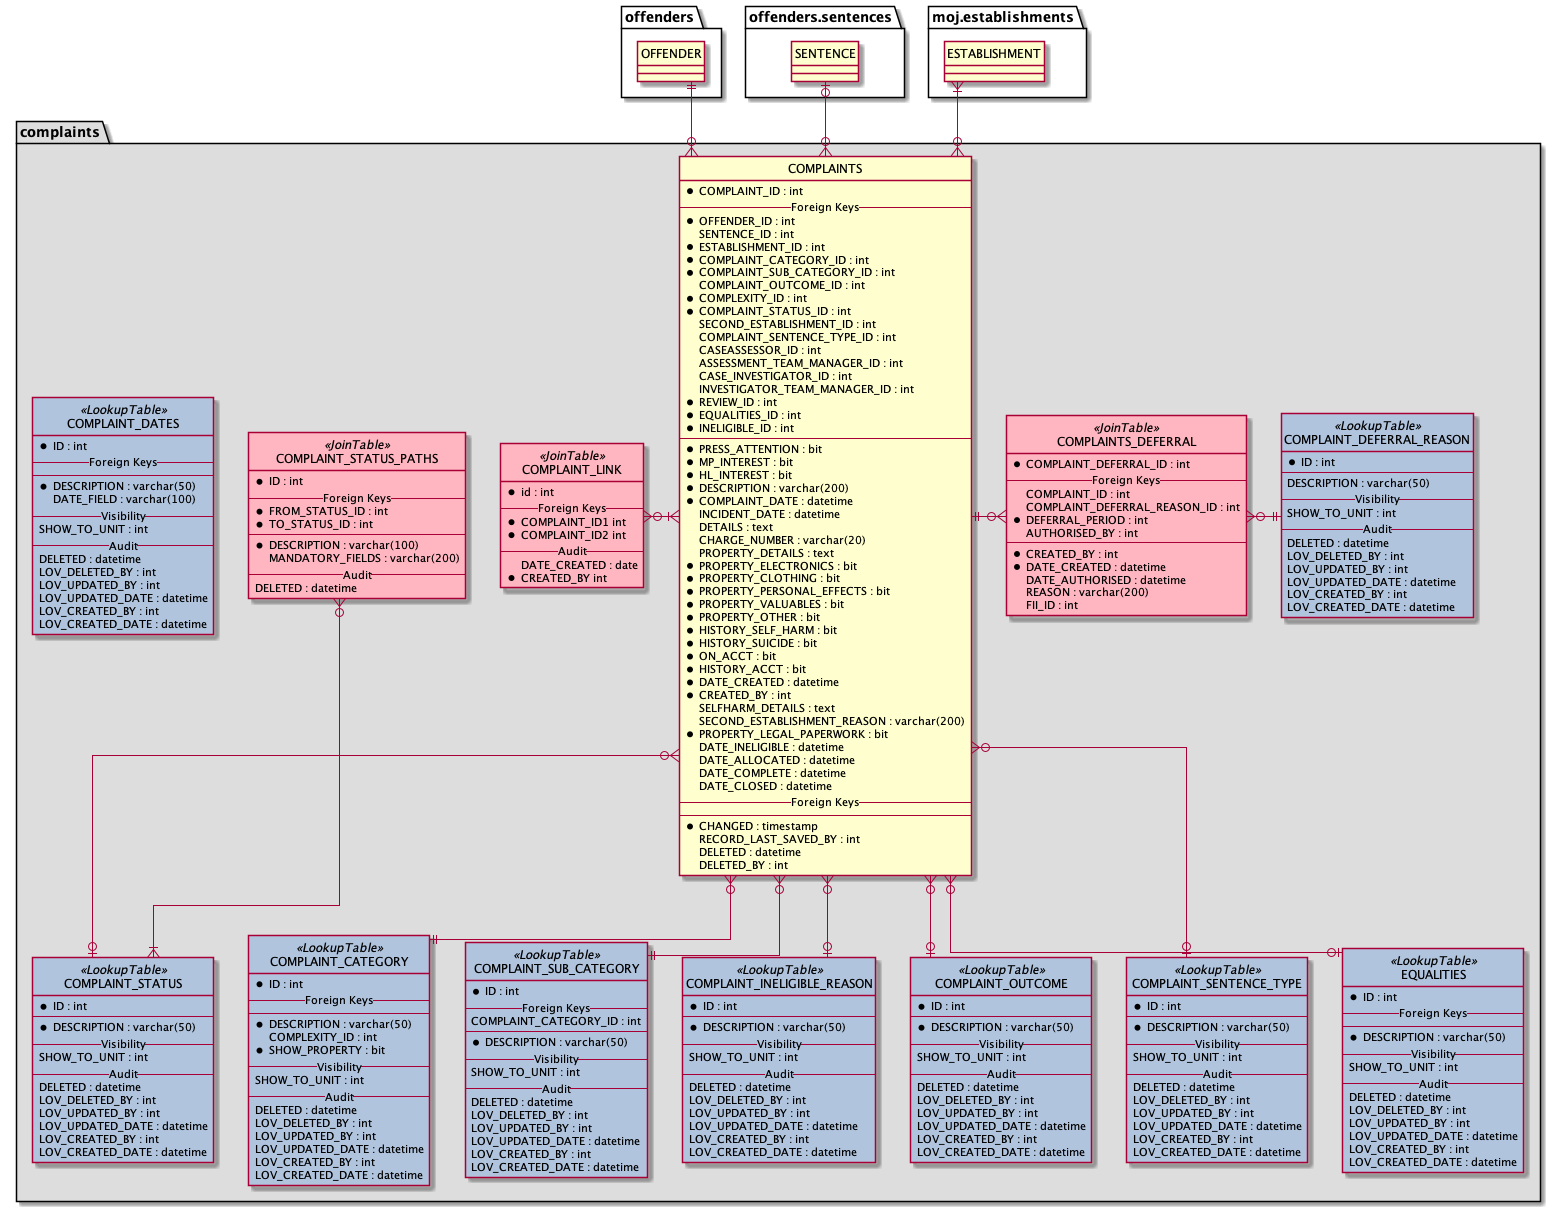 offenders
OFFENDER
offenders.sentences
SENTENCE
moj.establishments
ESTABLISHMENT
complaints
COMPLAINTS
COMPLAINT_ID : int
Foreign Keys
OFFENDER_ID : int
SENTENCE_ID : int
ESTABLISHMENT_ID : int
COMPLAINT_CATEGORY_ID : int
COMPLAINT_SUB_CATEGORY_ID : int
COMPLAINT_OUTCOME_ID : int
COMPLEXITY_ID : int
COMPLAINT_STATUS_ID : int
SECOND_ESTABLISHMENT_ID : int
COMPLAINT_SENTENCE_TYPE_ID : int
CASEASSESSOR_ID : int
ASSESSMENT_TEAM_MANAGER_ID : int
CASE_INVESTIGATOR_ID : int
INVESTIGATOR_TEAM_MANAGER_ID : int
REVIEW_ID : int
EQUALITIES_ID : int
INELIGIBLE_ID : int
PRESS_ATTENTION : bit
MP_INTEREST : bit
HL_INTEREST : bit
DESCRIPTION : varchar(200)
COMPLAINT_DATE : datetime
INCIDENT_DATE : datetime
DETAILS : text
CHARGE_NUMBER : varchar(20)
PROPERTY_DETAILS : text
PROPERTY_ELECTRONICS : bit
PROPERTY_CLOTHING : bit
PROPERTY_PERSONAL_EFFECTS : bit
PROPERTY_VALUABLES : bit
PROPERTY_OTHER : bit
HISTORY_SELF_HARM : bit
HISTORY_SUICIDE : bit
ON_ACCT : bit
HISTORY_ACCT : bit
DATE_CREATED : datetime
CREATED_BY : int
SELFHARM_DETAILS : text
SECOND_ESTABLISHMENT_REASON : varchar(200)
PROPERTY_LEGAL_PAPERWORK : bit
DATE_INELIGIBLE : datetime
DATE_ALLOCATED : datetime
DATE_COMPLETE : datetime
DATE_CLOSED : datetime
Foreign Keys
CHANGED : timestamp
RECORD_LAST_SAVED_BY : int
DELETED : datetime
DELETED_BY : int
«LookupTable»
COMPLAINT_DATES
ID : int
Foreign Keys
DESCRIPTION : varchar(50)
DATE_FIELD : varchar(100)
Visibility
SHOW_TO_UNIT : int
Audit
DELETED : datetime
LOV_DELETED_BY : int
LOV_UPDATED_BY : int
LOV_UPDATED_DATE : datetime
LOV_CREATED_BY : int
LOV_CREATED_DATE : datetime
«JoinTable»
COMPLAINT_STATUS_PATHS
ID : int
Foreign Keys
FROM_STATUS_ID : int
TO_STATUS_ID : int
DESCRIPTION : varchar(100)
MANDATORY_FIELDS : varchar(200)
Audit
DELETED : datetime
«JoinTable»
COMPLAINT_LINK
id : int
Foreign Keys
COMPLAINT_ID1 int
COMPLAINT_ID2 int
Audit
DATE_CREATED : date
CREATED_BY int
«JoinTable»
COMPLAINTS_DEFERRAL
COMPLAINT_DEFERRAL_ID : int
Foreign Keys
COMPLAINT_ID : int
COMPLAINT_DEFERRAL_REASON_ID : int
DEFERRAL_PERIOD : int
AUTHORISED_BY : int
CREATED_BY : int
DATE_CREATED : datetime
DATE_AUTHORISED : datetime
REASON : varchar(200)
FII_ID : int
«LookupTable»
COMPLAINT_DEFERRAL_REASON
ID : int
DESCRIPTION : varchar(50)
Visibility
SHOW_TO_UNIT : int
Audit
DELETED : datetime
LOV_DELETED_BY : int
LOV_UPDATED_BY : int
LOV_UPDATED_DATE : datetime
LOV_CREATED_BY : int
LOV_CREATED_DATE : datetime
«LookupTable»
COMPLAINT_STATUS
ID : int
DESCRIPTION : varchar(50)
Visibility
SHOW_TO_UNIT : int
Audit
DELETED : datetime
LOV_DELETED_BY : int
LOV_UPDATED_BY : int
LOV_UPDATED_DATE : datetime
LOV_CREATED_BY : int
LOV_CREATED_DATE : datetime
«LookupTable»
COMPLAINT_CATEGORY
ID : int
Foreign Keys
DESCRIPTION : varchar(50)
COMPLEXITY_ID : int
SHOW_PROPERTY : bit
Visibility
SHOW_TO_UNIT : int
Audit
DELETED : datetime
LOV_DELETED_BY : int
LOV_UPDATED_BY : int
LOV_UPDATED_DATE : datetime
LOV_CREATED_BY : int
LOV_CREATED_DATE : datetime
«LookupTable»
COMPLAINT_SUB_CATEGORY
ID : int
Foreign Keys
COMPLAINT_CATEGORY_ID : int
DESCRIPTION : varchar(50)
Visibility
SHOW_TO_UNIT : int
Audit
DELETED : datetime
LOV_DELETED_BY : int
LOV_UPDATED_BY : int
LOV_UPDATED_DATE : datetime
LOV_CREATED_BY : int
LOV_CREATED_DATE : datetime
«LookupTable»
COMPLAINT_INELIGIBLE_REASON
ID : int
DESCRIPTION : varchar(50)
Visibility
SHOW_TO_UNIT : int
Audit
DELETED : datetime
LOV_DELETED_BY : int
LOV_UPDATED_BY : int
LOV_UPDATED_DATE : datetime
LOV_CREATED_BY : int
LOV_CREATED_DATE : datetime
«LookupTable»
COMPLAINT_OUTCOME
ID : int
DESCRIPTION : varchar(50)
Visibility
SHOW_TO_UNIT : int
Audit
DELETED : datetime
LOV_DELETED_BY : int
LOV_UPDATED_BY : int
LOV_UPDATED_DATE : datetime
LOV_CREATED_BY : int
LOV_CREATED_DATE : datetime
«LookupTable»
COMPLAINT_SENTENCE_TYPE
ID : int
DESCRIPTION : varchar(50)
Visibility
SHOW_TO_UNIT : int
Audit
DELETED : datetime
LOV_DELETED_BY : int
LOV_UPDATED_BY : int
LOV_UPDATED_DATE : datetime
LOV_CREATED_BY : int
LOV_CREATED_DATE : datetime
«LookupTable»
EQUALITIES
ID : int
Foreign Keys
DESCRIPTION : varchar(50)
Visibility
SHOW_TO_UNIT : int
Audit
DELETED : datetime
LOV_DELETED_BY : int
LOV_UPDATED_BY : int
LOV_UPDATED_DATE : datetime
LOV_CREATED_BY : int
LOV_CREATED_DATE : datetime